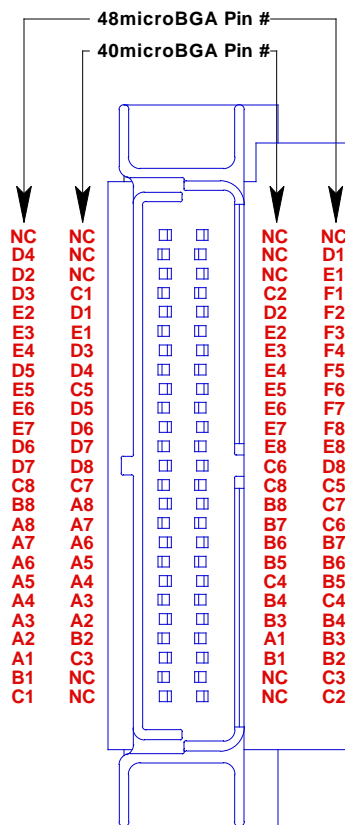 48microBGA Pin #
40microBGA Pin #
NC NC NC NC
D4 NC NC D1
D2 NC NC E1
D3 C1 C2 F1
E2 D1 D2 F2
E3 E1 E2 F3
E4 D3 E3 F4
D5 D4 E4 F5
E5 C5 E5 F6
E6 D5 E6 F7
E7 D6 E7 F8
D6 D7 E8 E8
D7 D8 C6 D8
C8 C7 C8 C5
B8 A8 B8 C7
A8 A7 B7 C6
A7 A6 B6 B7
A6 A5 B5 B6
A5 A4 C4 B5
A4 A3 B4 C4
A3 A2 B3 B4
A2 B2 A1 B3
A1 C3 B1 B2
B1 NC NC C3
C1 NC NC C2